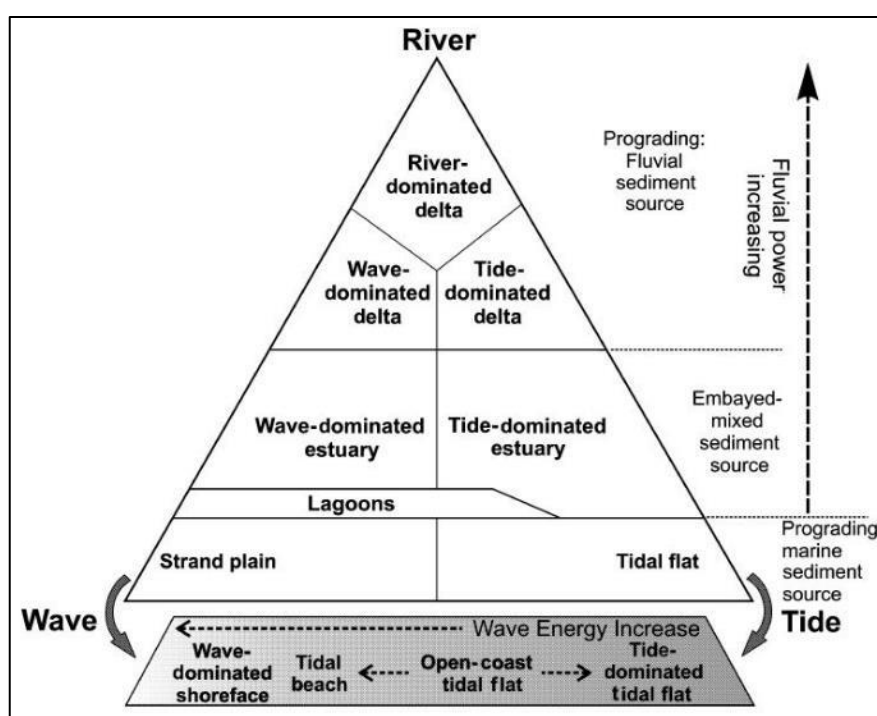 River
River-
dominated
delta
Prograding:
Fluvial
sediment
source
Fluvial power
increasing
Wave-
dominated
delta
Tide-
dominated
delta
Wave-dominated
estuary
Tide-dominated
estuary
Embayed-
mixed
sediment
source
Lagoons
Strand plain
Tidal flat
Prograding
marine
sediment
source
Wave
Tide
Wave Energy Increase
Wave-
dominated
shoreface
Tidal
beach
Open-coast
tidal flat
Tide-
dominated
tidal flat